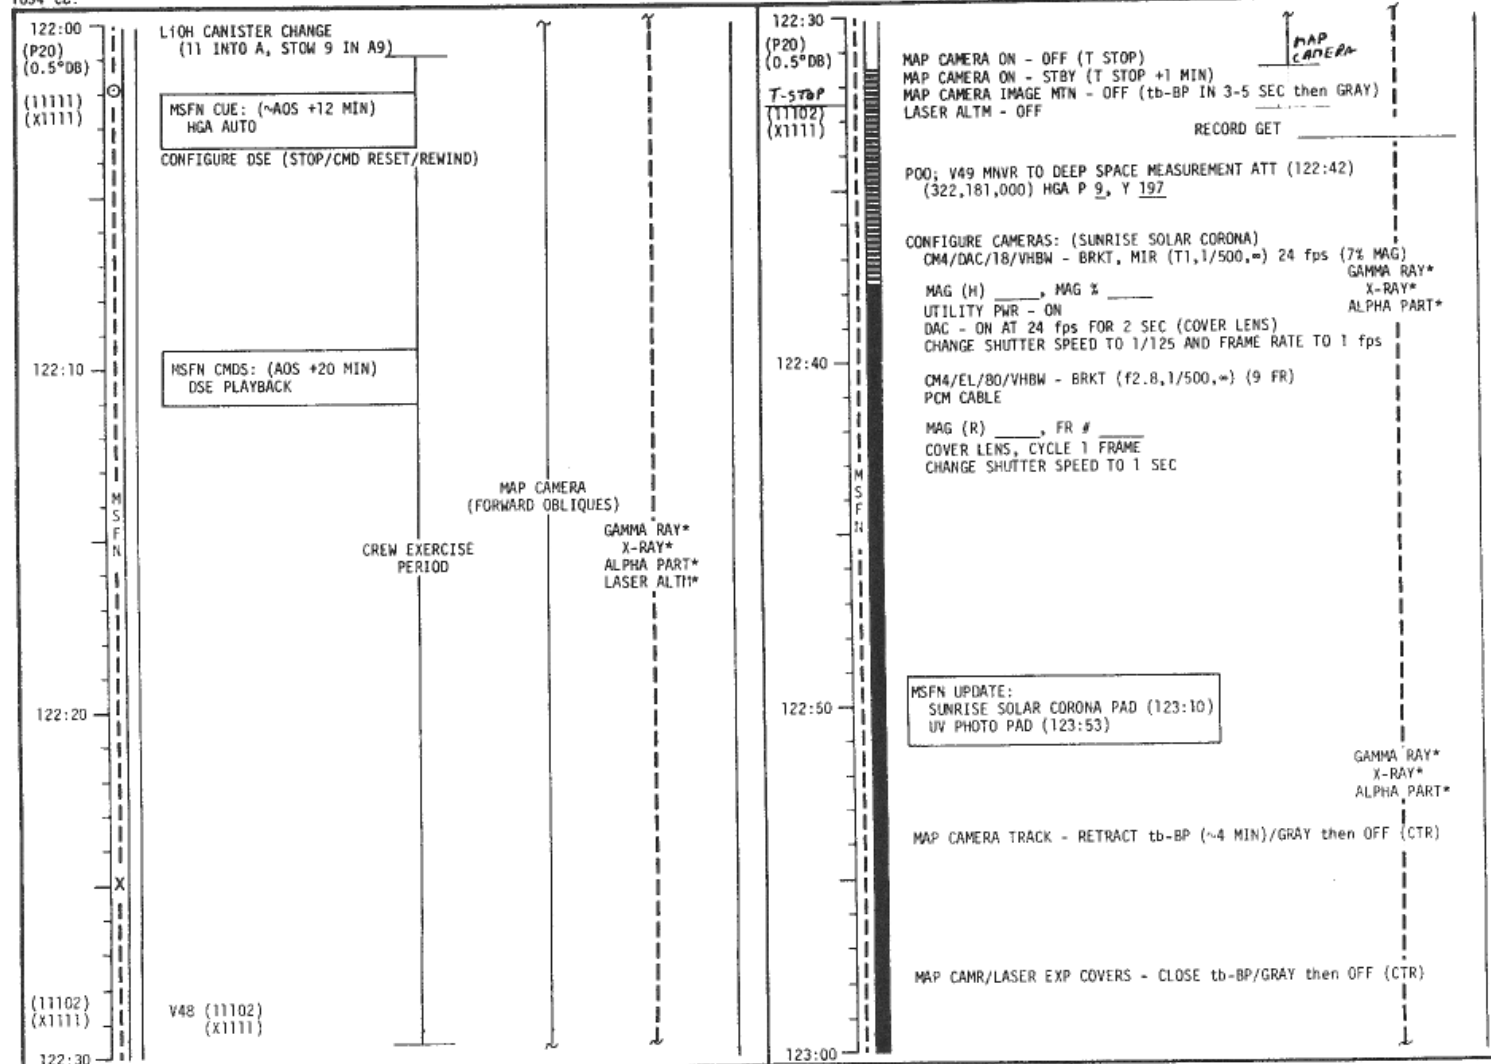 122:00
(P20)
(0.5°DB)
(11111)
(X1111)
LiOH CANISTER CHANGE
(11 INTO A, STOW 9 IN A9)
MSFN CUE: (~AOS +12 MIN)
HGA AUTO
CONFIGURE DSE (STOP/CMD RESET/REWIND)
122:10
MSFN CMDS: (AOS +20 MIN)
DSE PLAYBACK
MSFN
MAP CAMERA
(FORWARD OBLIQUES)
GAMMA RAY*
X-RAY*
ALPHA PART*
LASER ALTM*
CREW EXERCISE
PERIOD
122:20
X
(11102)
(X1111)
V48 (11102)
(X1111)
122:30
122:30
(P20)
(0.5°DB)
T-STOP
(11102)
(X1111)
MAP
CAMERA
MAP CAMERA ON - OFF (T STOP)
MAP CAMERA ON - STBY (T STOP +1 MIN)
MAP CAMERA IMAGE MTN - OFF (tb-BP IN 3-5 SEC then GRAY)
LASER ALTM - OFF
RECORD GET
P00; V49 MNVR TO DEEP SPACE MEASUREMENT ATT (122:42)
(322,181,000) HGA P 9, Y 197
CONFIGURE CAMERAS: (SUNRISE SOLAR CORONA)
CM4/DAC/18/VHBW - BRKT, MIR (T1,1/500,∞) 24 fps (7% MAG)
GAMMA RAY*
X-RAY*
ALPHA PART*
MAG (H) _____, MAG % _____
UTILITY PWR - ON
DAC - ON AT 24 fps FOR 2 SEC (COVER LENS)
CHANGE SHUTTER SPEED TO 1/125 AND FRAME RATE TO 1 fps
122:40
CM4/EL/80/VHBW - BRKT (f2.8,1/500,∞) (9 FR)
PCM CABLE
MAG (R) _____, FR # _____
COVER LENS, CYCLE 1 FRAME
CHANGE SHUTTER SPEED TO 1 SEC
MSFN
122:50
MSFN UPDATE:
SUNRISE SOLAR CORONA PAD (123:10)
UV PHOTO PAD (123:53)
GAMMA RAY*
X-RAY*
ALPHA PART*
MAP CAMERA TRACK - RETRACT tb-BP (~4 MIN)/GRAY then OFF (CTR)
MAP CAMR/LASER EXP COVERS - CLOSE tb-BP/GRAY then OFF (CTR)
123:00